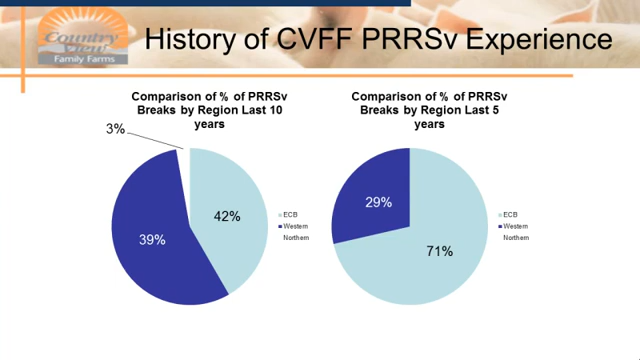 Country
View
Family Farms
History of CVFF PRRSv Experience
Comparison of % of PRRSv
Breaks by Region Last 10
years
3%
42%
39%
ECB
Western
Northern
Comparison of % of PRRSv
Breaks by Region Last 5
years
29%
71%
ECB
Western
Northern